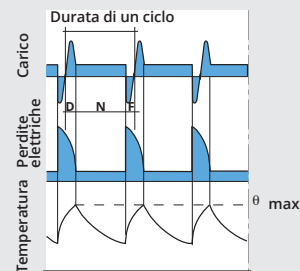 Durata di un ciclo
Carico
D N F
Perdite
elettriche
Temperatura
θ max